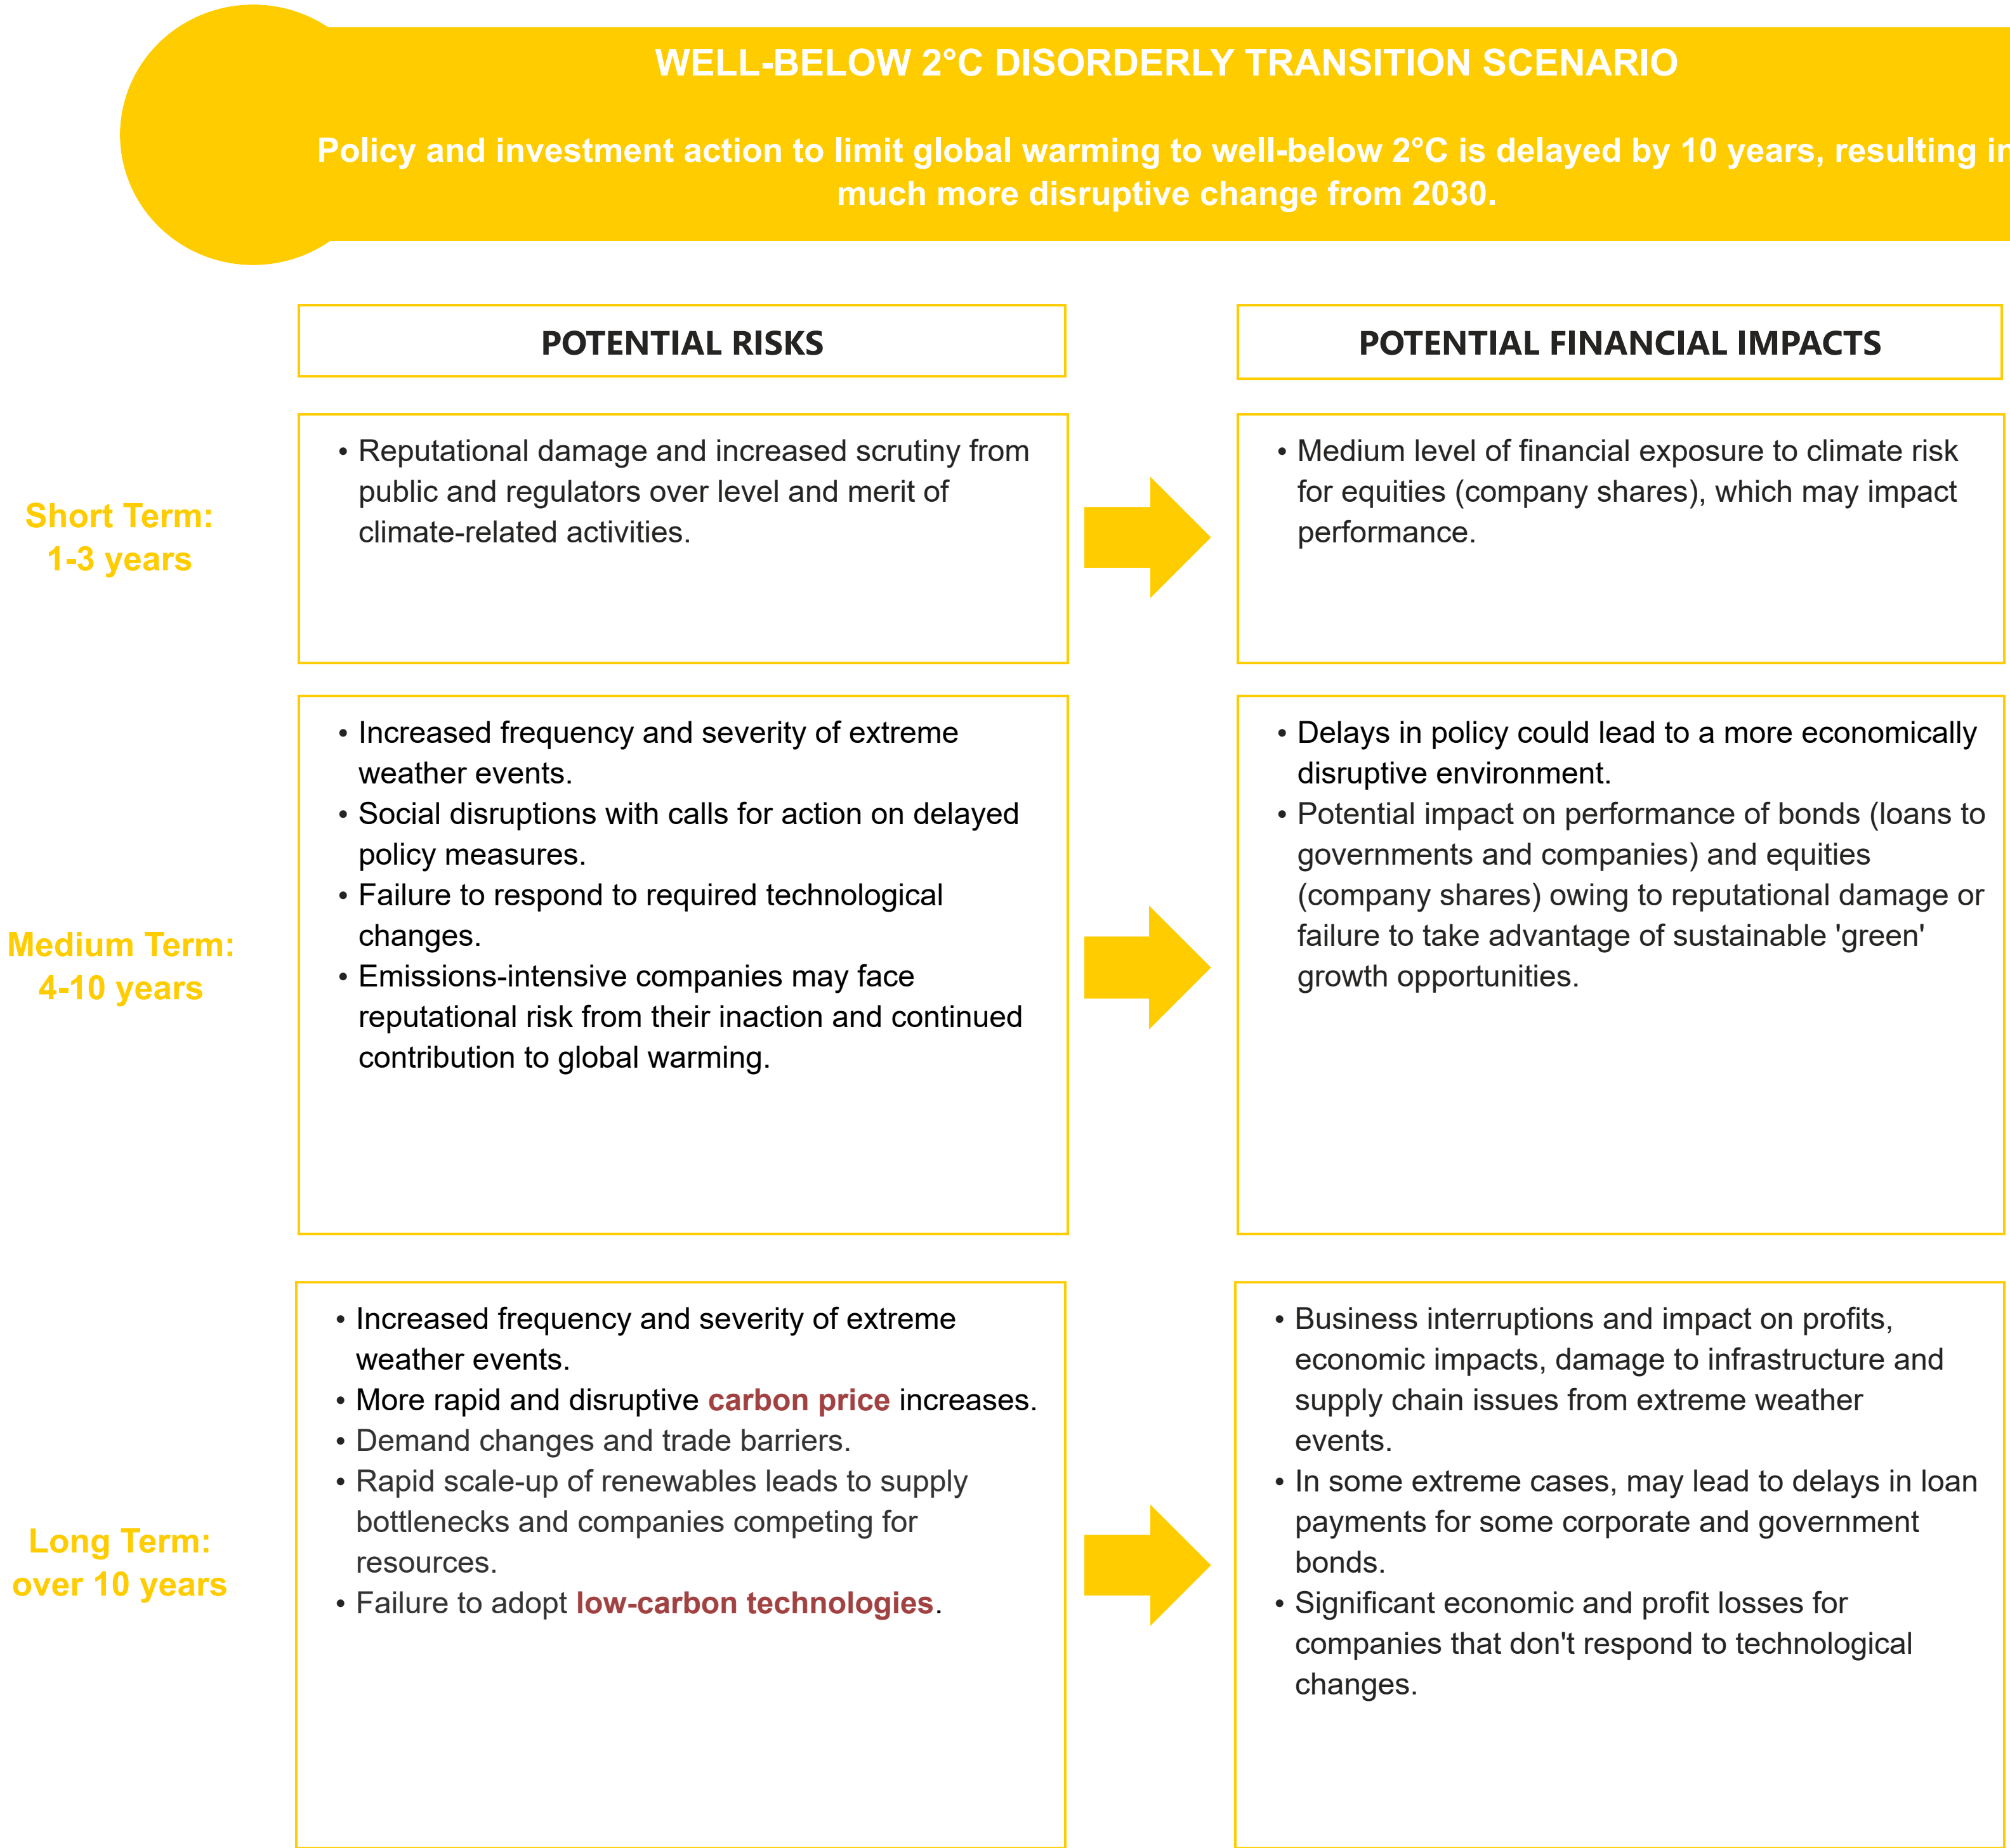 WELL-BELOW 2°C DISORDERLY TRANSITION SCENARIO
Policy and investment action to limit global warming to well-below 2°C is delayed by 10 years, resulting in
much more disruptive change from 2030.
POTENTIAL RISKS
POTENTIAL FINANCIAL IMPACTS
Short Term:
1-3 years
• Reputational damage and increased scrutiny from
public and regulators over level and merit of
climate-related activities.
• Medium level of financial exposure to climate risk
for equities (company shares), which may impact
performance.
Medium Term:
4-10 years
• Increased frequency and severity of extreme
weather events.
• Social disruptions with calls for action on delayed
policy measures.
• Failure to respond to required technological
changes.
• Emissions-intensive companies may face
reputational risk from their inaction and continued
contribution to global warming.
• Delays in policy could lead to a more economically
disruptive environment.
• Potential impact on performance of bonds (loans to
governments and companies) and equities
(company shares) owing to reputational damage or
failure to take advantage of sustainable 'green'
growth opportunities.
Long Term:
over 10 years
• Increased frequency and severity of extreme
weather events.
• More rapid and disruptive carbon price increases.
• Demand changes and trade barriers.
• Rapid scale-up of renewables leads to supply
bottlenecks and companies competing for
resources.
• Failure to adopt low-carbon technologies.
• Business interruptions and impact on profits,
economic impacts, damage to infrastructure and
supply chain issues from extreme weather
events.
• In some extreme cases, may lead to delays in loan
payments for some corporate and government
bonds.
• Significant economic and profit losses for
companies that don't respond to technological
changes.